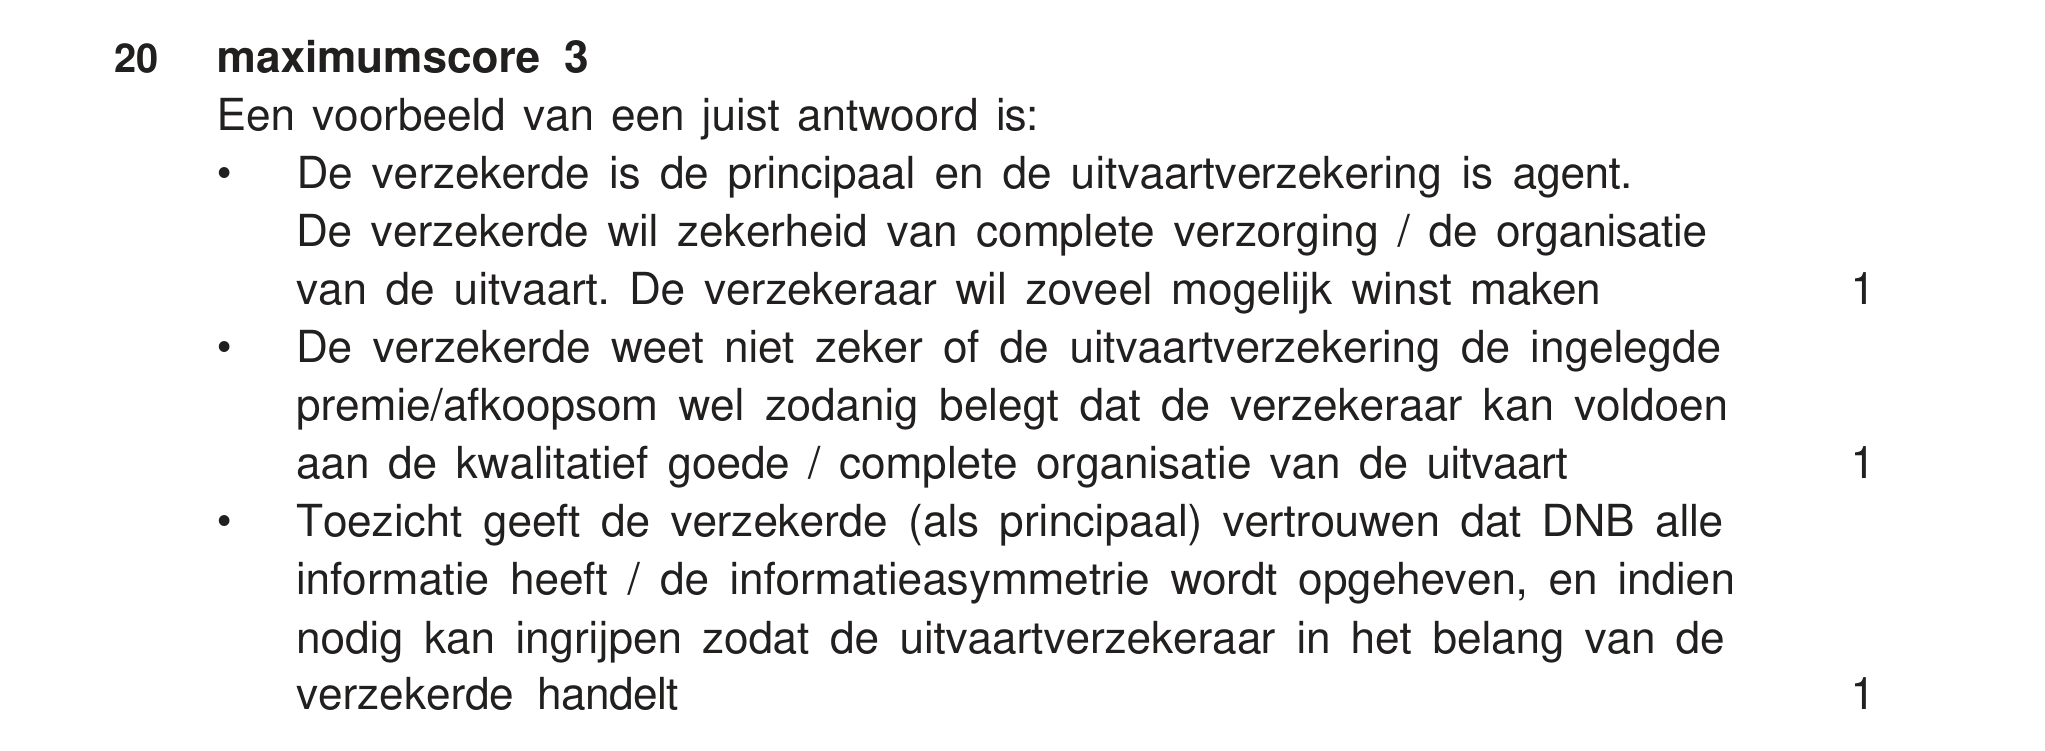 20 maximumscore 3
Een voorbeeld van een juist antwoord is:
• De verzekerde is de principaal en de uitvaartverzekering is agent.
De verzekerde wil zekerheid van complete verzorging / de organisatie
van de uitvaart. De verzekeraar wil zoveel mogelijk winst maken 1
• De verzekerde weet niet zeker of de uitvaartverzekering de ingelegde
premie/afkoopsom wel zodanig belegt dat de verzekeraar kan voldoen
aan de kwalitatief goede / complete organisatie van de uitvaart 1
• Toezicht geeft de verzekerde (als principaal) vertrouwen dat DNB alle
informatie heeft / de informatieasymmetrie wordt opgeheven, en indien
nodig kan ingrijpen zodat de uitvaartverzekeraar in het belang van de
verzekerde handelt 1